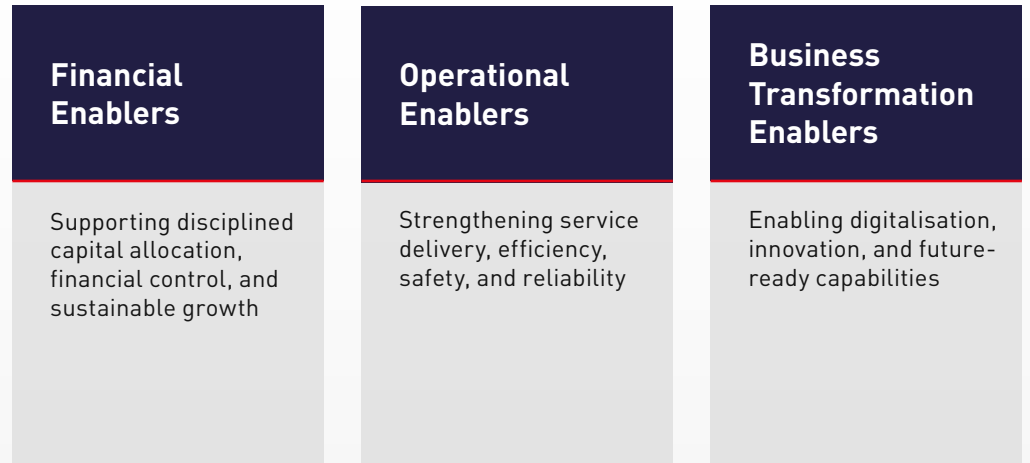 Financial
Enablers
Supporting disciplined
capital allocation,
financial control, and
sustainable growth
Operational
Enablers
Strengthening service
delivery, efficiency,
safety, and reliability
Business
Transformation
Enablers
Enabling digitalisation,
innovation, and future-
ready capabilities